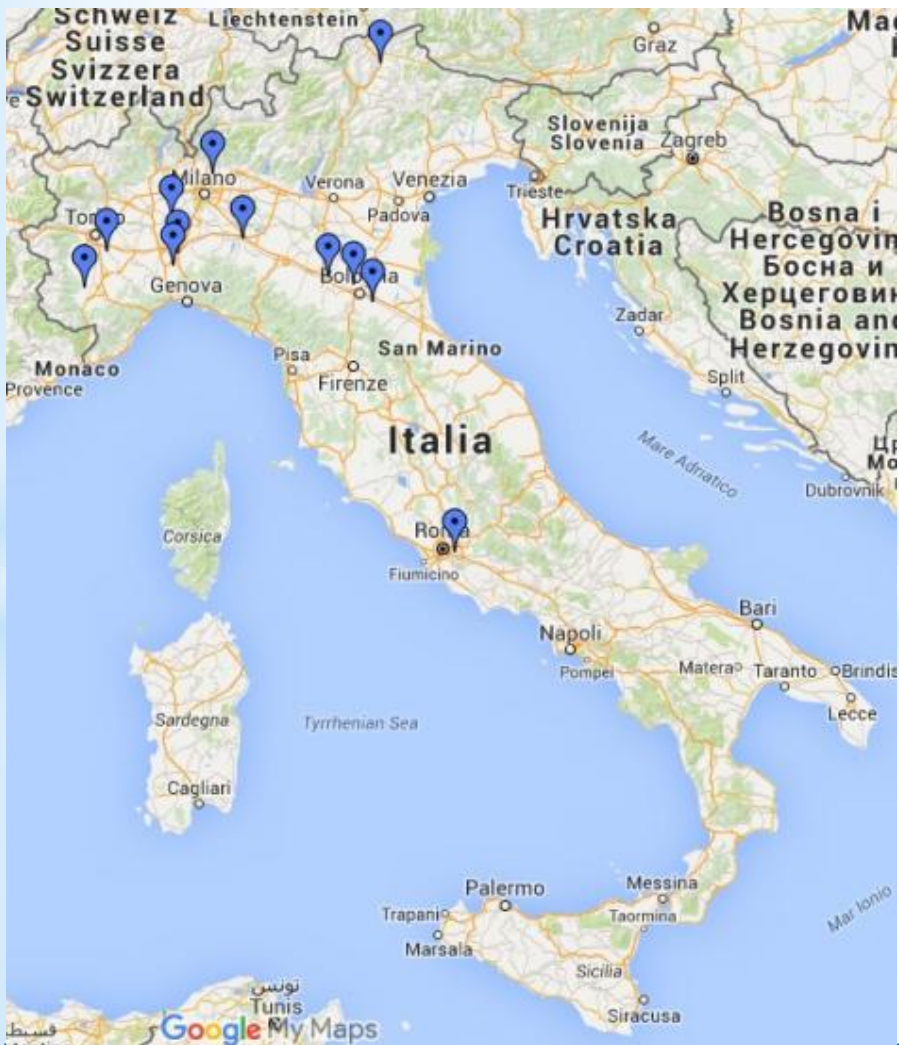 Schweiz
Suisse
Svizzera
Switzerland
Liechtenstein
Graz
Slovenija
Slovenia
Zagreb
Milano
Verona
Venezia
Padova
Trieste
Hrvatska
Croatia
Bosna i
Босна и
Bosnia and
Genova
Zadar
Pisa
San Marino
Firenze
Monaco
Provence
Split
Italia
Mare Adriatico
Dubrovnik
Corsica
Roma
Fiumicino
Bari
Napoli
Pompei
Matera
Taranto
Brindis
Lecce
Sardegna
Tyrrhenian Sea
Cagliari
Palermo
Messina
Trapani
Taormina
Marsala
Mar Ionio
Sicilia
Siracusa
تونس
Tunis
Google My Maps